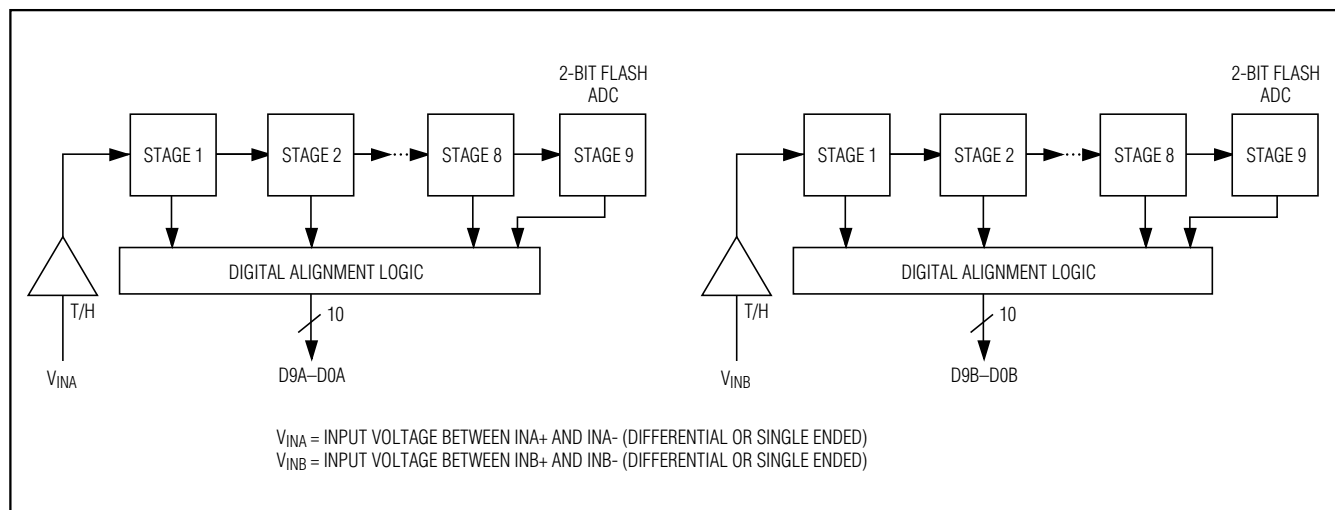 2-BIT FLASH
ADC
STAGE 1
STAGE 2
STAGE 8
STAGE 9
DIGITAL ALIGNMENT LOGIC
T/H
10
VINA
D9A–D0A
2-BIT FLASH
ADC
STAGE 1
STAGE 2
STAGE 8
STAGE 9
DIGITAL ALIGNMENT LOGIC
T/H
10
VINB
D9B–D0B
VINA = INPUT VOLTAGE BETWEEN INA+ AND INA- (DIFFERENTIAL OR SINGLE ENDED)
VINB = INPUT VOLTAGE BETWEEN INB+ AND INB- (DIFFERENTIAL OR SINGLE ENDED)